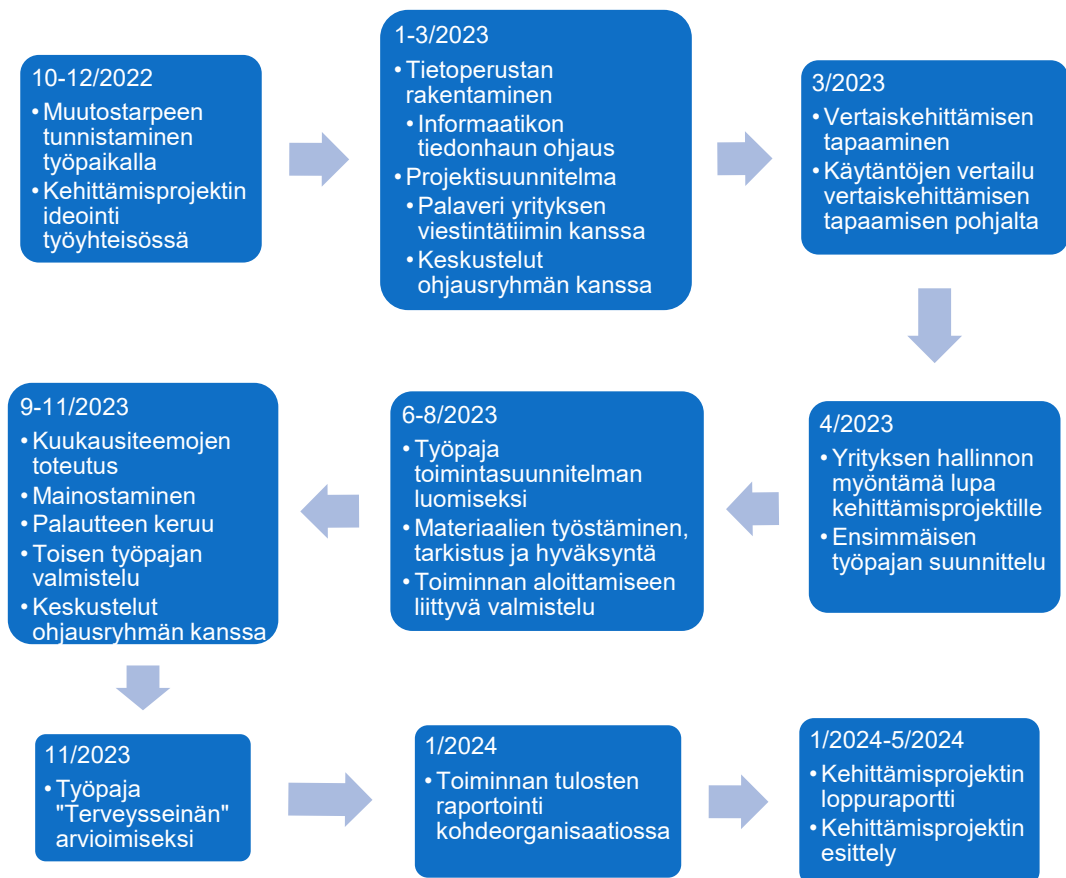 10-12/2022
• Muutostarpeen
tunnistaminen
työpaikalla
• Kehittämisprojektin
ideointi
työyhteisössä
1-3/2023
• Tietoperustan
rakentaminen
• Informaatikon
tiedonhaun ohjaus
• Projektisuunnitelma
• Palaveri yrityksen
viestintätiimin kanssa
• Keskustelut
ohjausryhmän kanssa
3/2023
• Vertaiskehittämisen
tapaaminen
• Käytäntöjen vertailu
vertaiskehittämisen
tapaamisen pohjalta
4/2023
• Yrityksen hallinnon
myöntämä lupa
kehittämisprojektille
• Ensimmäisen
työpajan suunnittelu
6-8/2023
• Työpaja
toimintasuunnitelman
luomiseksi
• Materiaalien työstäminen,
tarkistus ja hyväksyntä
• Toiminnan aloittamiseen
liittyvä valmistelu
9-11/2023
• Kuukausiteemojen
toteutus
• Mainostaminen
• Palautteen keruu
• Toisen työpajan
valmistelu
• Keskustelut
ohjausryhmän kanssa
11/2023
• Työpaja
"Terveysseinän"
arvioimiseksi
1/2024
• Toiminnan tulosten
raportointi
kohdeorganisaatiossa
1/2024-5/2024
• Kehittämisprojektin
loppuraportti
• Kehittämisprojektin
esittely